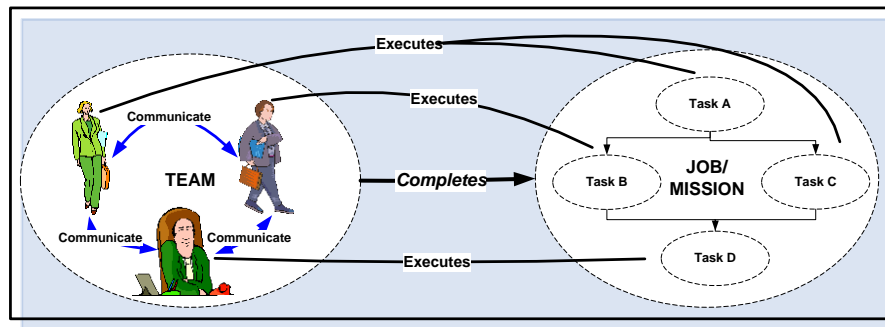 Executes
Task A
Executes
Communicate
TEAM
Completes
JOB/
MISSION
Task B
Task C
Communicate
Communicate
Executes
Task D